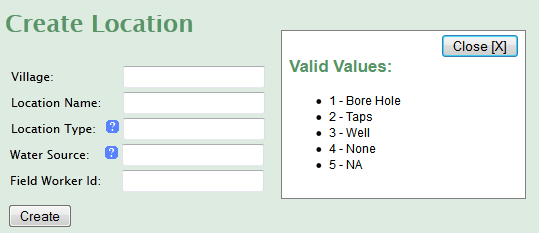 Create Location
Village:
Location Name:
Location Type: ?
Water Source: ?
Field Worker Id:
Create
Close [X]
Valid Values:
• 1 - Bore Hole
• 2 - Taps
• 3 - Well
• 4 - None
• 5 - NA